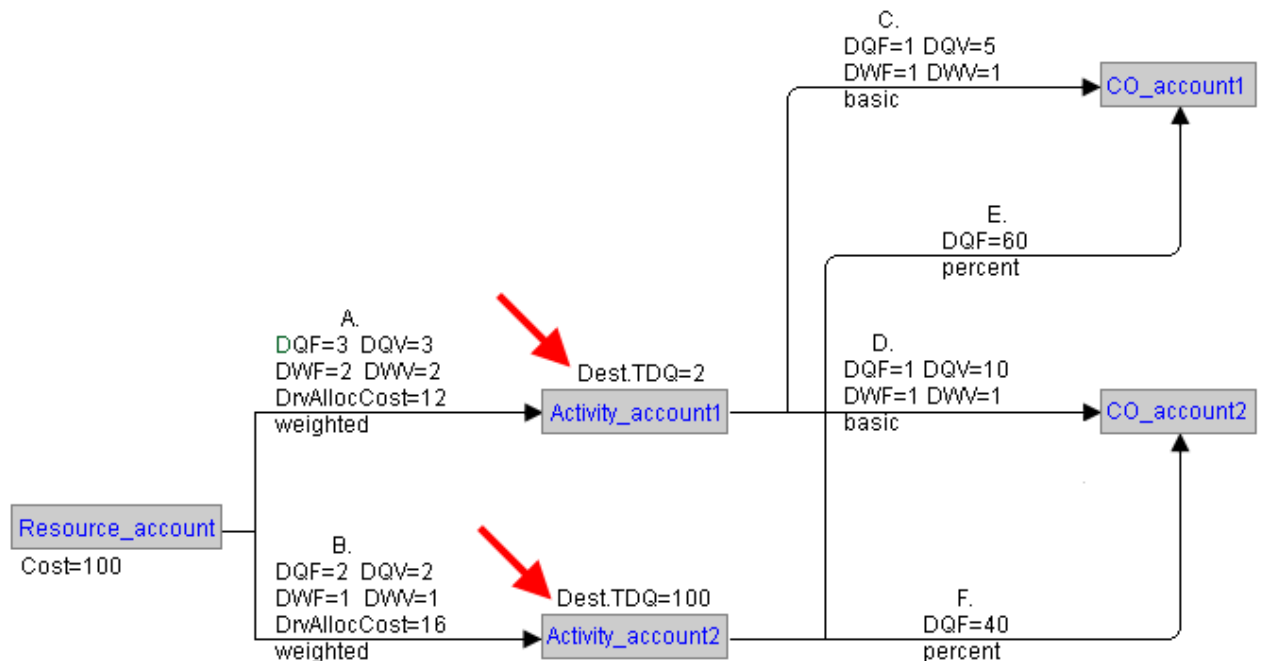 C.
DQF=1 DQV=5
DWF=1 DWV=1
basic
CO_account1
E.
DQF=60
percent
A.
DQF=3 DQV=3
DWF=2 DWV=2
DrvAllocCost=12
weighted
Dest.TDQ=2
Activity_account1
D.
DQF=1 DQV=10
DWF=1 DWV=1
basic
CO_account2
Resource_account
Cost=100
B.
DQF=2 DQV=2
DWF=1 DWV=1
DrvAllocCost=16
weighted
Dest.TDQ=100
Activity_account2
F.
DQF=40
percent